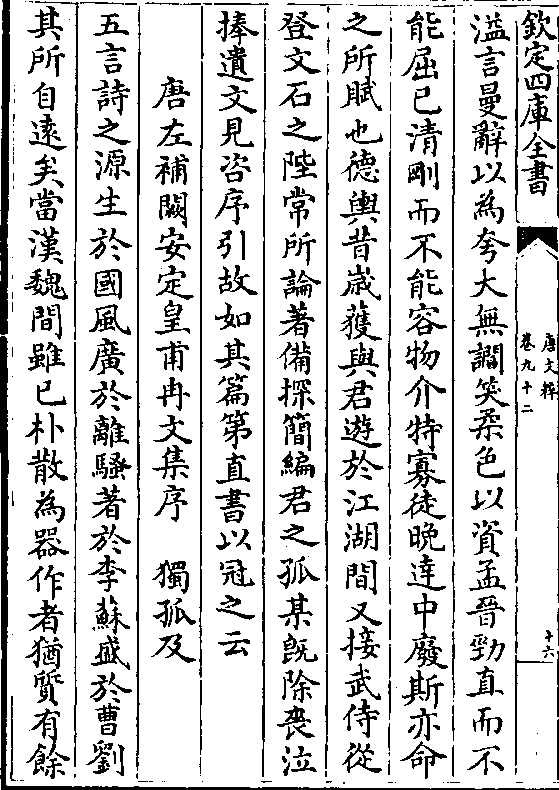 欽定四庫全書
唐文粹
卷九十二
十六
溢言曼辭以為夸大無讇笑柔色以資孟晉勁直而不
能屈已清剛而不能容物介特寡徒晚達中廢斯亦命
之所賦也德輿昔嵗獲與君遊於江湖間又接武侍從
登文石之陛常所論著備探簡編君之孤某旣除喪泣
捧遺文見咨序引故如其篇第直書以冠之云
唐左補闕安定皇甫冉文集序 獨孤及
五言詩之源生於國風廣於離騷著於李蘇盛於曹劉
其所自遠矣當漢魏間雖已朴散為器作者猶質有餘